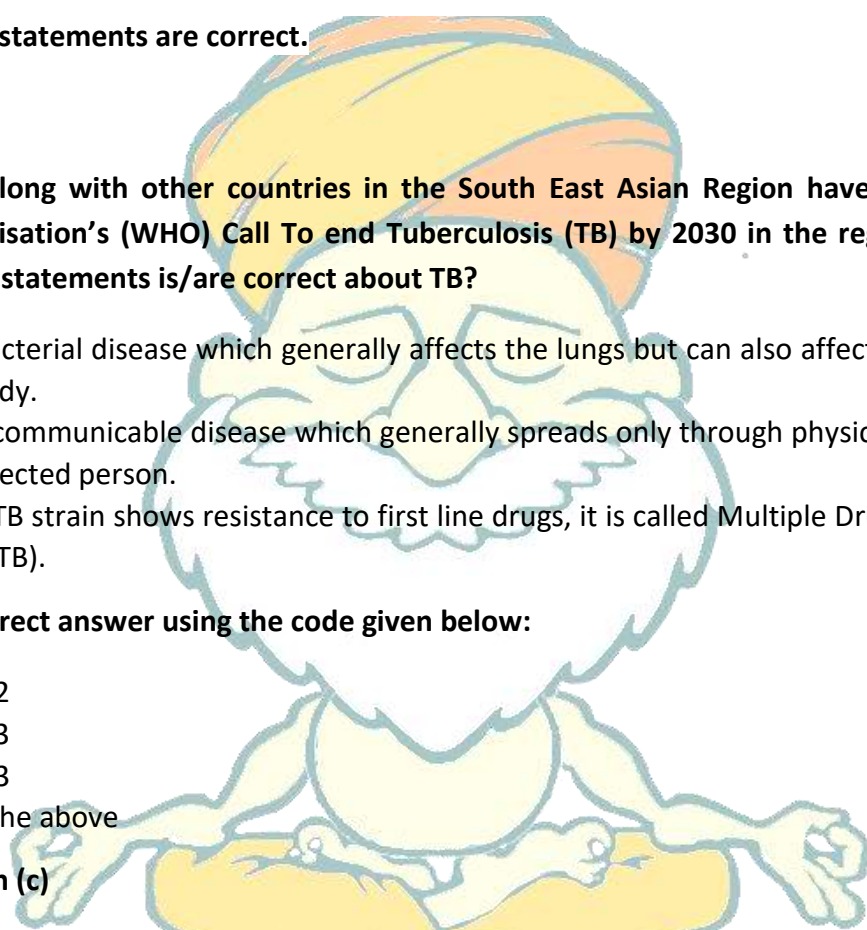 statements are correct.
long with other countries in the South East Asian Region have
isation's (WHO) Call To end Tuberculosis (TB) by 2030 in the re
statements is/are correct about TB?
cterial disease which generally affects the lungs but can also affect
dy.
communicable disease which generally spreads only through physic
ected person.
TB strain shows resistance to first line drugs, it is called Multiple Dr
TB).
rrect answer using the code given below:
2
3
3
he above
n (c)